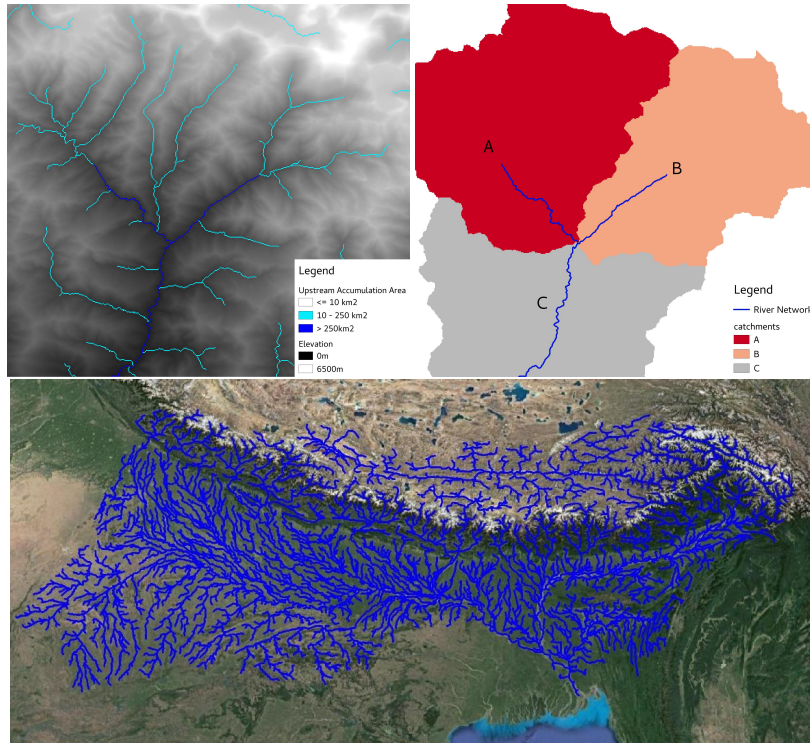 Legend
Upstream Accumulation Area
<= 10 km2
10 - 250 km2
> 250km2
Elevation
0m
6500m
A
B
C
Legend
River Network
catchments
A
B
C